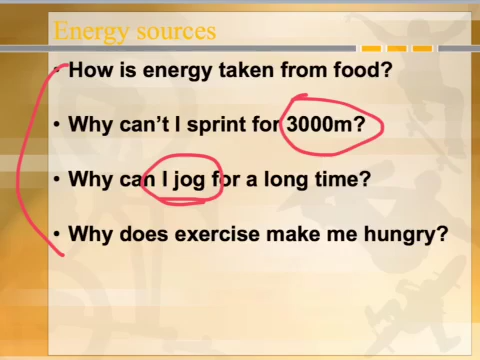 Energy sources
• How is energy taken from food?
• Why can't I sprint for 3000m?
• Why can I jog for a long time?
• Why does exercise make me hungry?